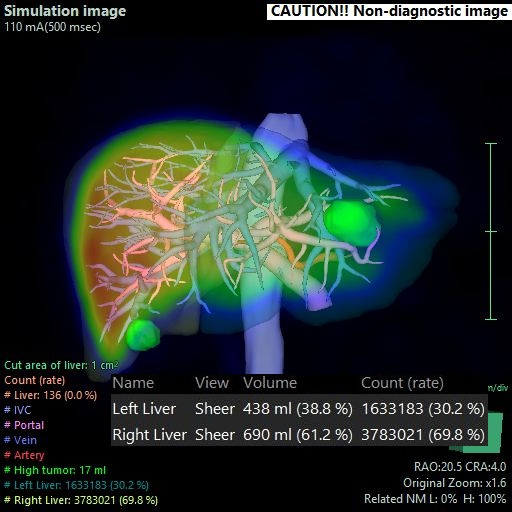 Simulation image
CAUTION!! Non-diagnostic image
110 mA(500 msec)
Cut area of liver: 1 cm²
Count (rate)
# Liver: 136 (0.0 %)
# IVC
# Portal
# Vein
# Artery
# High tumor: 17 ml
# Left Liver: 1633183 (30.2 %)
# Right Liver: 3783021 (69.8 %)
Name View Volume Count (rate)
Left Liver Sheer 438 ml (38.8 %) 1633183 (30.2 %)
Right Liver Sheer 690 ml (61.2 %) 3783021 (69.8 %)
n/div
RAO:20.5 CRA:4.0
Original Zoom: x1.6
Related NM L: 0% H: 100%